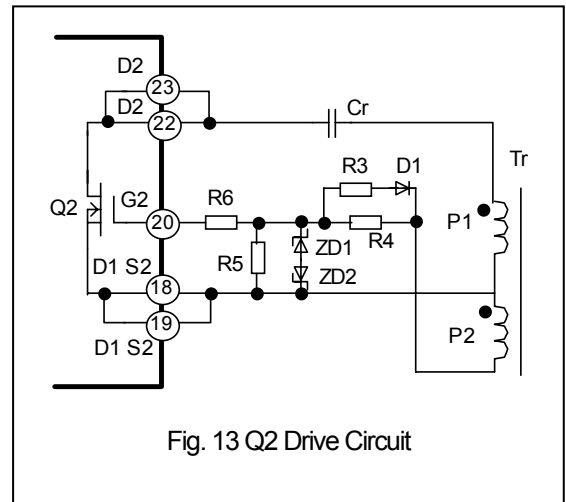 D2
23
D2
22
Cr
Tr
R3 D1
Q2 G2 20 R6 R4 P1
R5 ZD1
ZD2
D1 S2 18
19
D1 S2
P2
Fig. 13 Q2 Drive Circuit